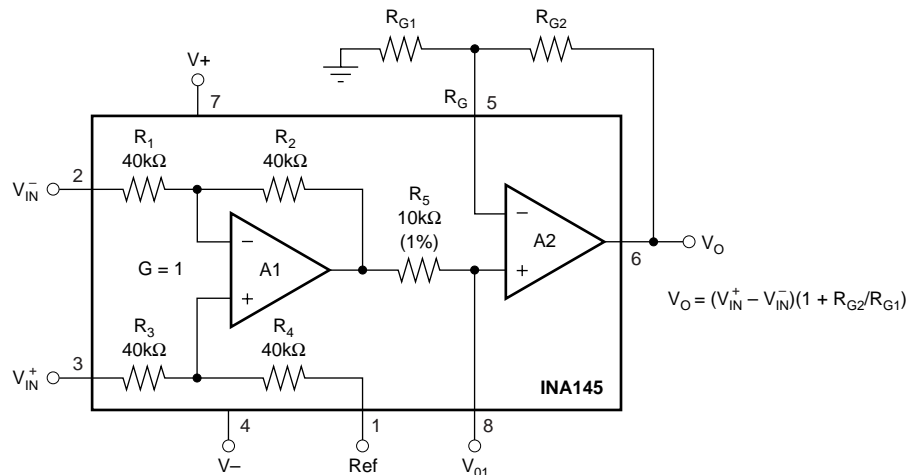 R_G1
R_G2
V+
7
R_G
5
R_1
40kΩ
R_2
40kΩ
V_IN^–
2
R_5
10kΩ
(1%)
–
A2
+
6
V_O
–
G = 1
A1
+
V_O = (V_IN^+ – V_IN^–)(1 + R_G2/R_G1)
R_3
40kΩ
R_4
40kΩ
V_IN^+
3
INA145
4
1
8
V–
Ref
V_01